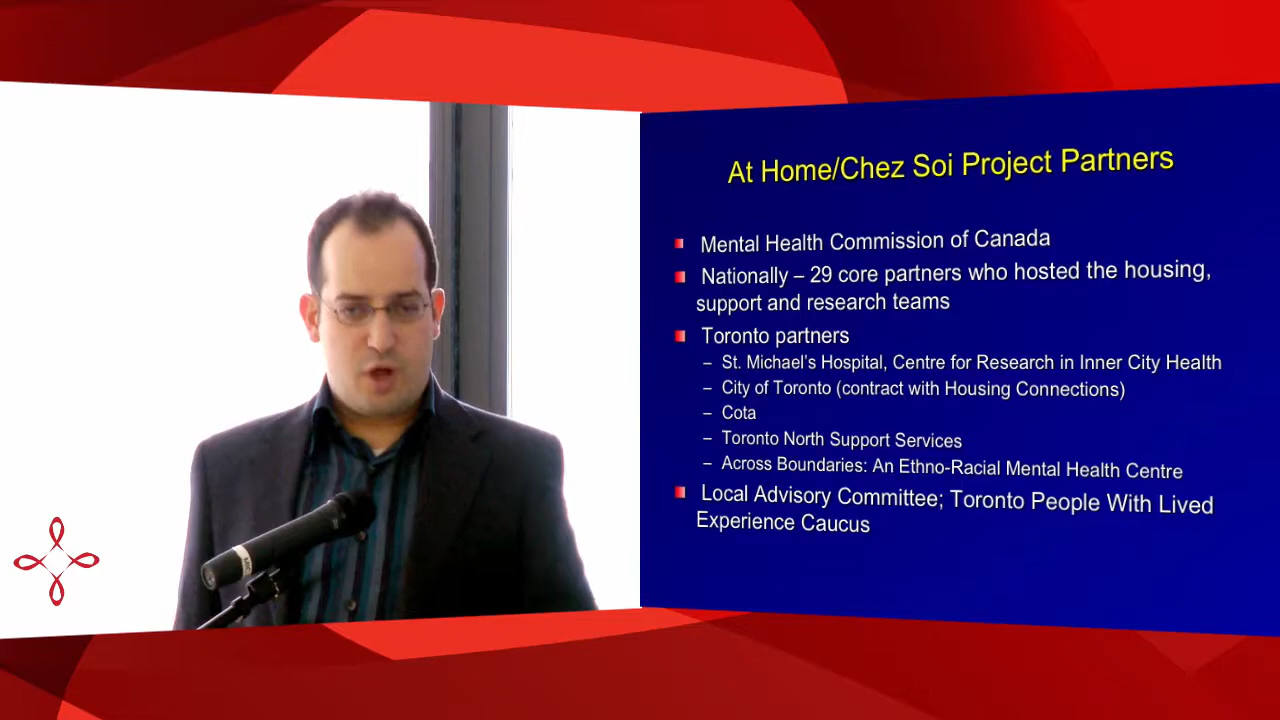 At Home/Chez Soi Project Partners
Mental Health Commission of Canada
Nationally – 29 core partners who hosted the housing,
support and research teams
Toronto partners
– St. Michael's Hospital, Centre for Research in Inner City Health
– City of Toronto (contract with Housing Connections)
– Cota
– Toronto North Support Services
– Across Boundaries: An Ethno-Racial Mental Health Centre
Local Advisory Committee; Toronto People With Lived
Experience Caucus